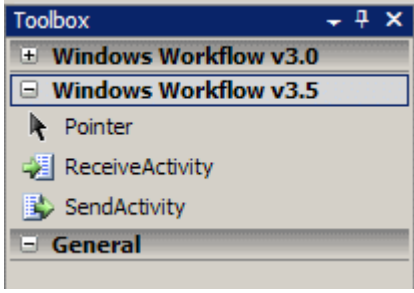 Toolbox
Windows Workflow v3.0
Windows Workflow v3.5
Pointer
ReceiveActivity
SendActivity
General